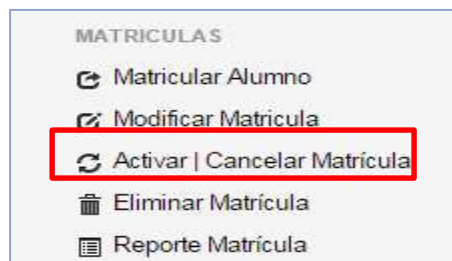 MATRICULAS
Matricular Alumno
Modificar Matricula
Activar | Cancelar Matrícula
Eliminar Matrícula
Reporte Matrícula